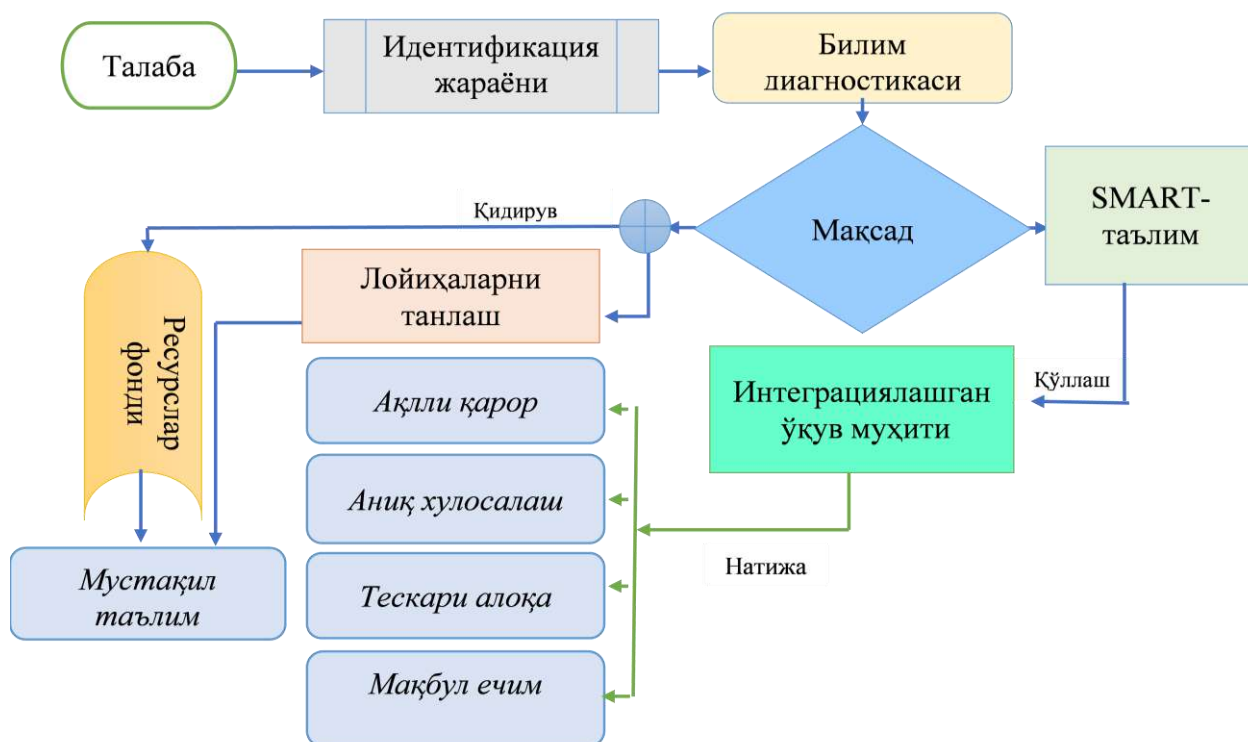 Талаба
Идентификация
жараёни
Билим
диагностикаси
Мақсад
SMART-
таълим
Қидирув
Лойиҳаларни
танлаш
Ресурслар
фонди
Қўллаш
Интеграциялашган
ўқув муҳити
Ақлли қарор
Аниқ хулосалаш
Тескари алоқа
Мақбул ечим
Натижа
Мустақил
таълим